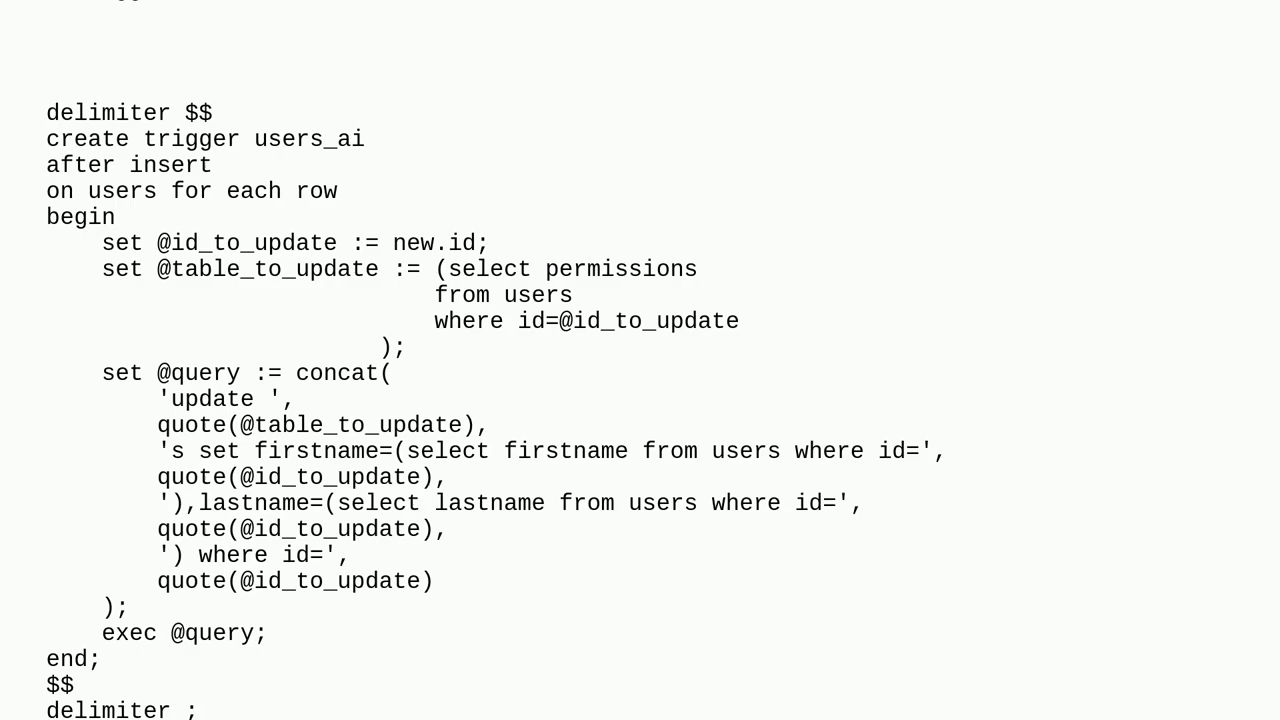 delimiter $$
create trigger users_ai
after insert
on users for each row
begin
    set @id_to_update := new.id;
    set @table_to_update := (select permissions
                            from users
                            where id=@id_to_update
                        );
    set @query := concat(
        'update ',
        quote(@table_to_update),
        's set firstname=(select firstname from users where id=',
        quote(@id_to_update),
        '),lastname=(select lastname from users where id=',
        quote(@id_to_update),
        ') where id=',
        quote(@id_to_update)
    );
    exec @query;
end;
$$
delimiter ;